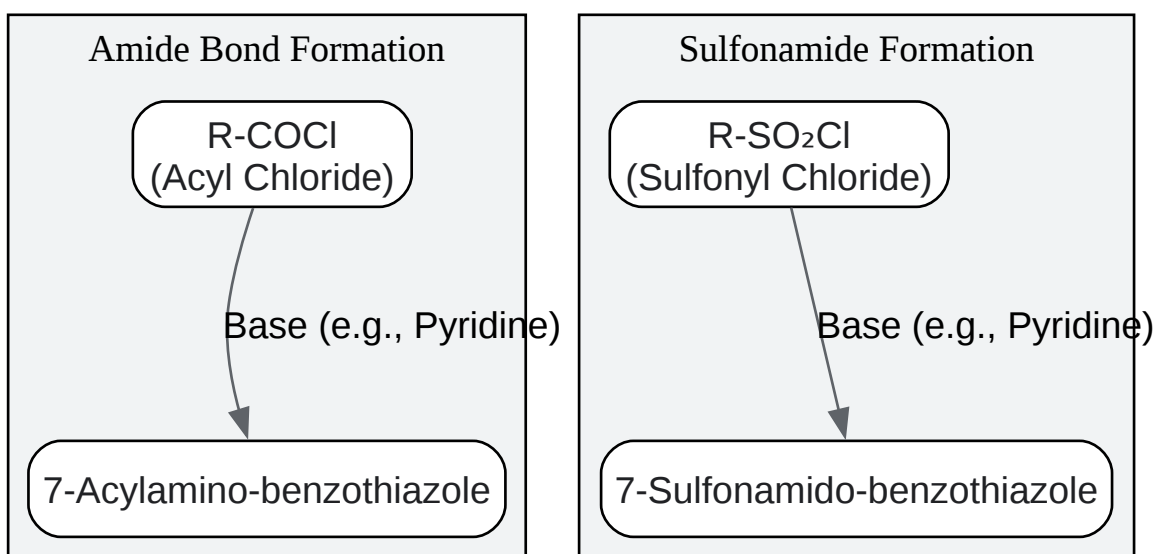 Amide Bond Formation
R-COCl
(Acyl Chloride)
Base (e.g., Pyridine)
7-Acylamino-benzothiazole
Sulfonamide Formation
R-SO₂Cl
(Sulfonyl Chloride)
Base (e.g., Pyridine)
7-Sulfonamido-benzothiazole